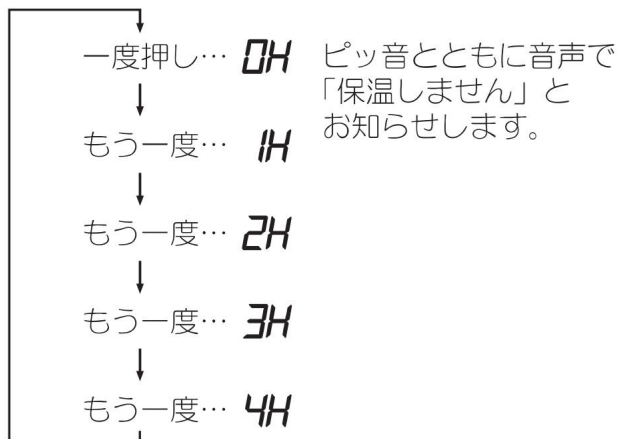 一度押し… 0H ピッ音とともに音声で
「保温しません」と
お知らせします。
もう一度… 1H
もう一度… 2H
もう一度… 3H
もう一度… 4H